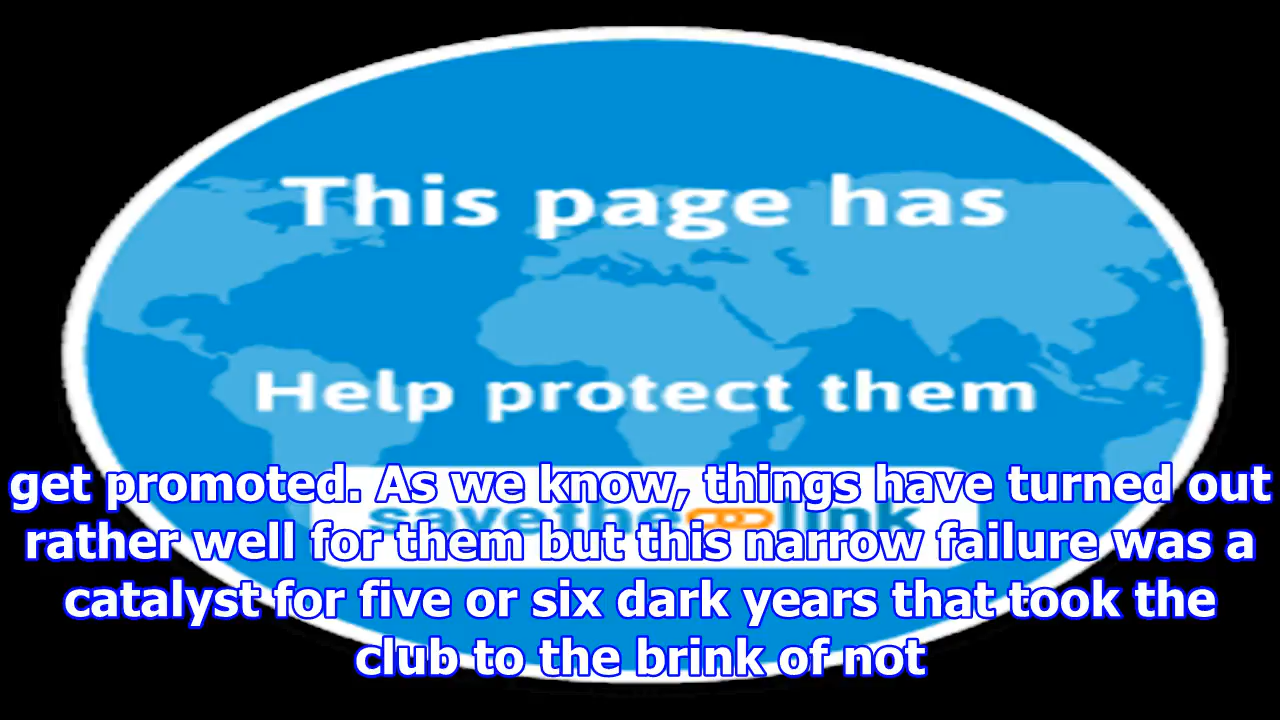 This page has
Help protect them
get promoted. As we know, things have turned out
savethe link
rather well for them but this narrow failure was a
catalyst for five or six dark years that took the
club to the brink of not